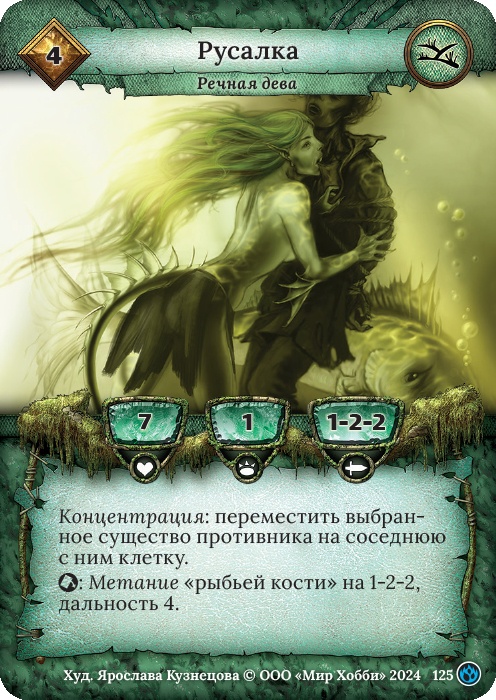 4
Русалка
Речная дева
7 1 1-2-2
Концентрация: переместить выбран-
ное существо противника на соседнюю
с ним клетку.
: Метание «рыбьей кости» на 1-2-2,
дальность 4.
Худ. Ярослава Кузнецова © ООО «Мир Хобби» 2024 125